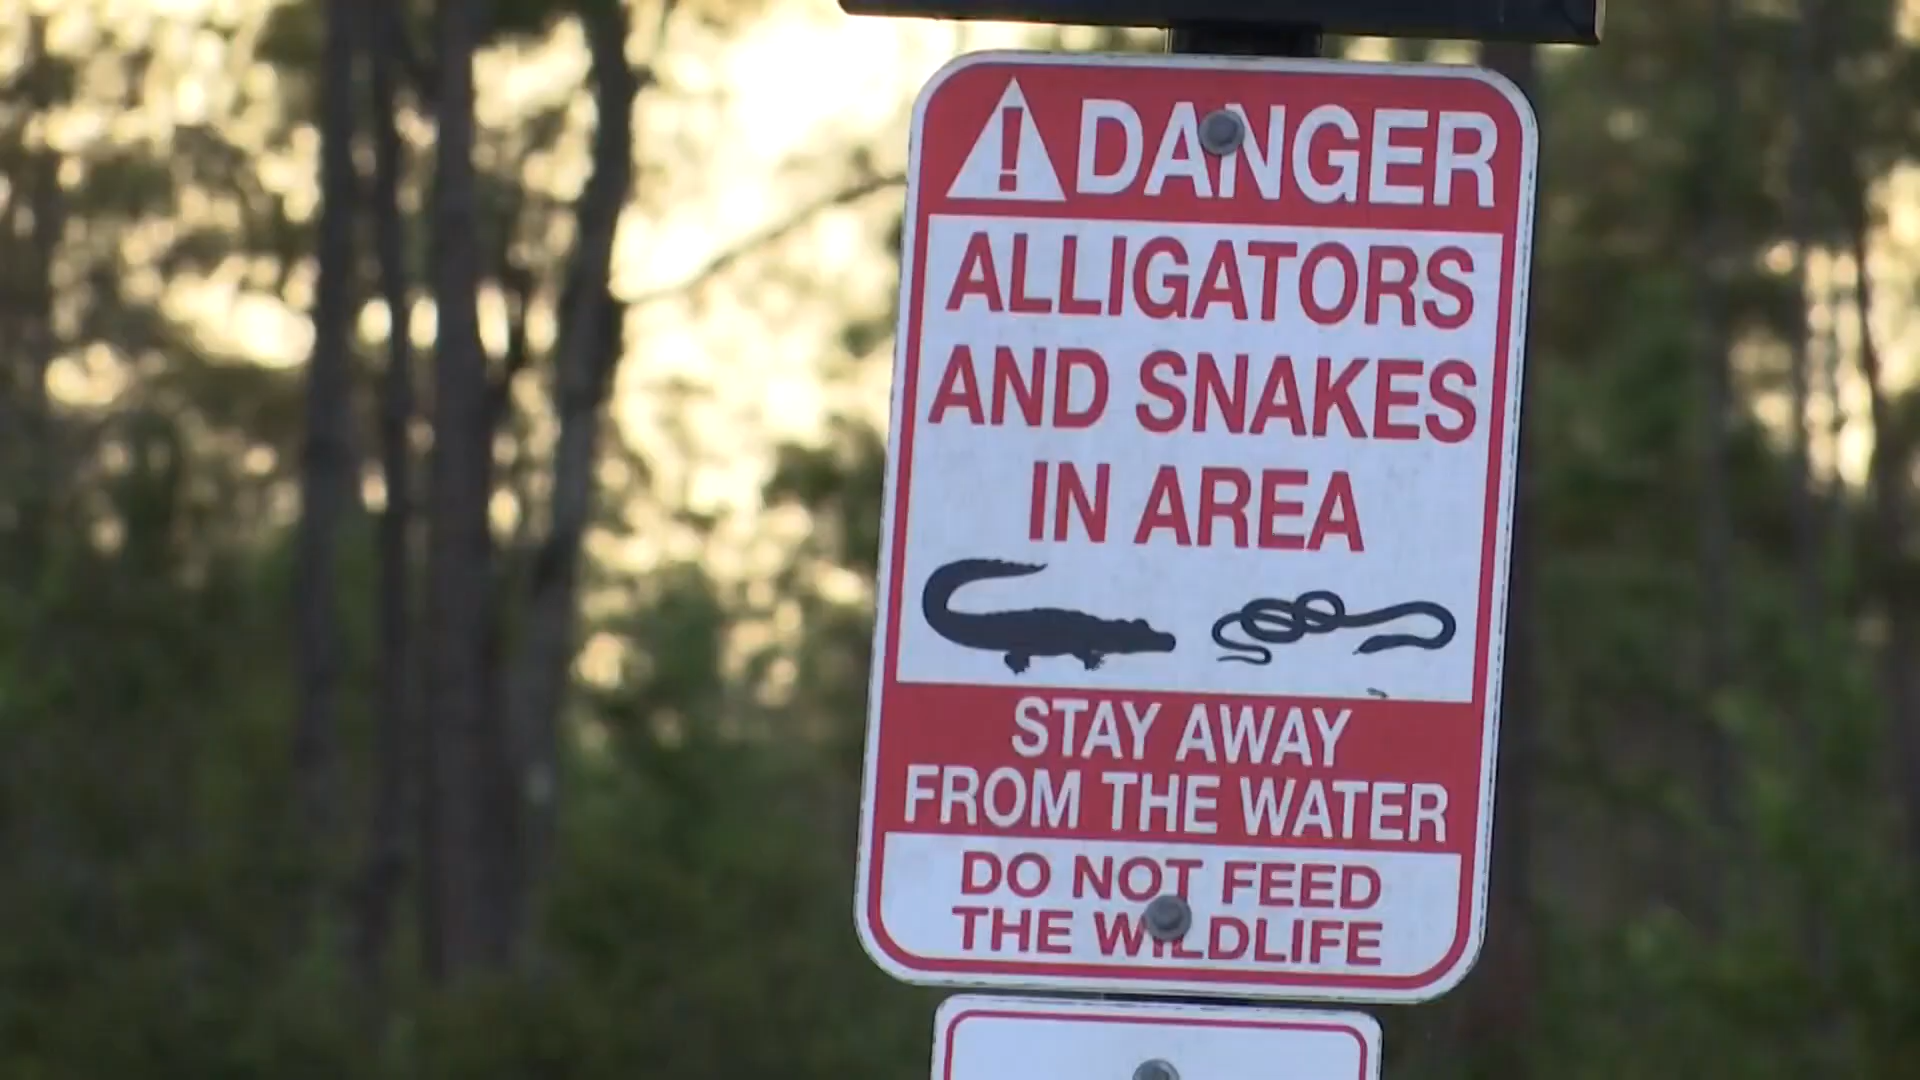 ! DANGER
ALLIGATORS
AND SNAKES
IN AREA
STAY AWAY
FROM THE WATER
DO NOT FEED
THE WILDLIFE